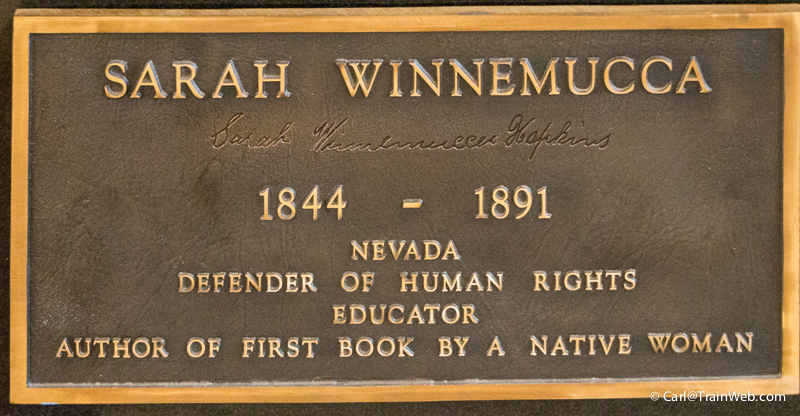 SARAH WINNEMUCCA
Sarah Winnemucca Hopkins
1844 - 1891
NEVADA
DEFENDER OF HUMAN RIGHTS
EDUCATOR
AUTHOR OF FIRST BOOK BY A NATIVE WOMAN
© Carl@TrainWeb.com